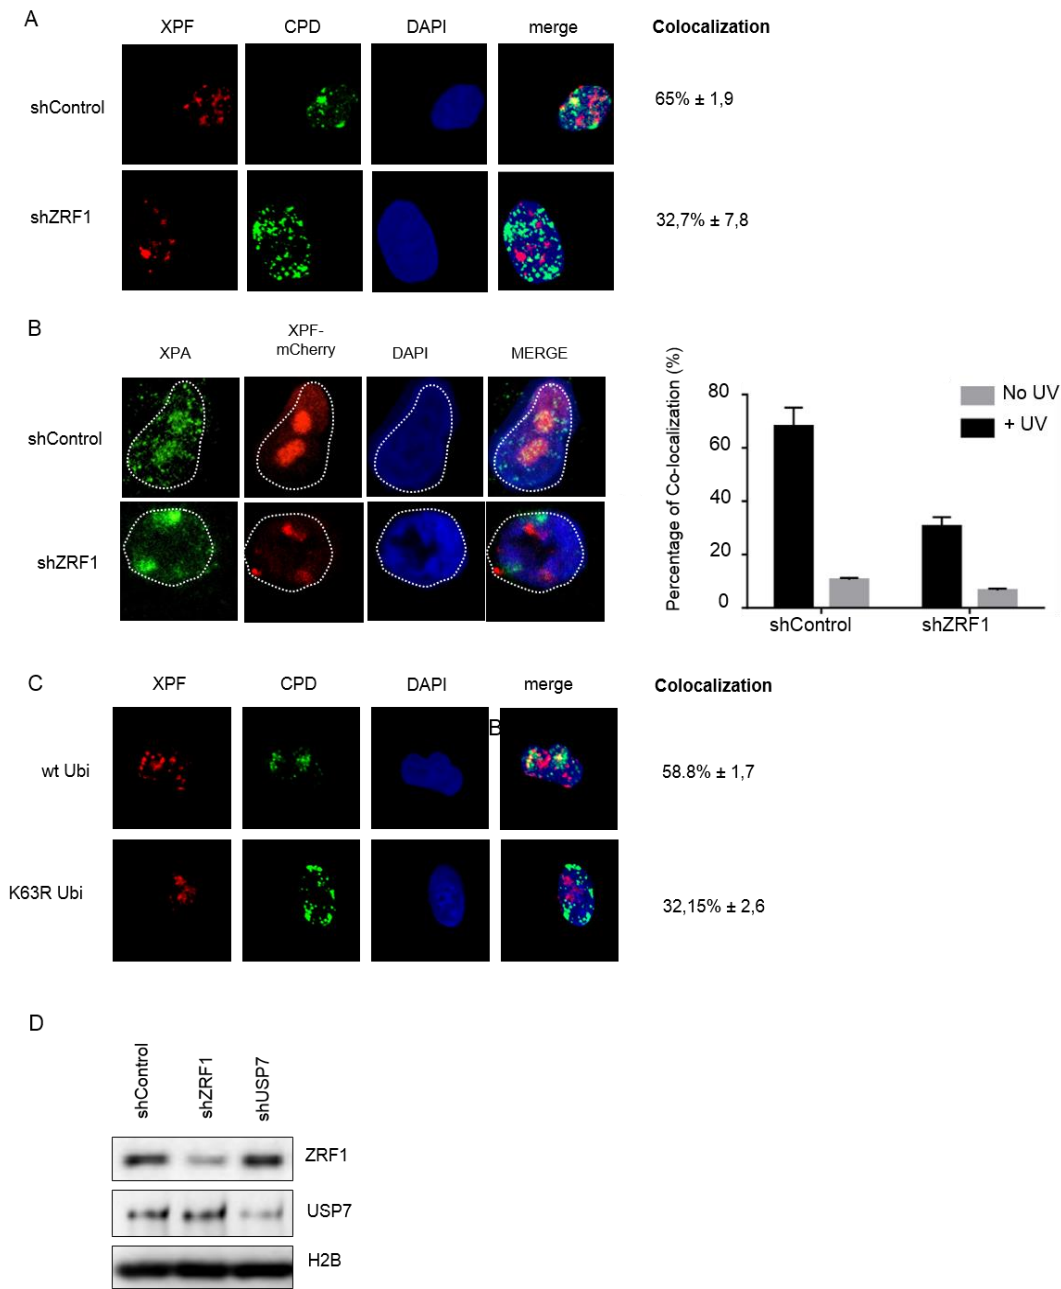 A
XPF CPD DAPI merge Colocalization
shControl
65% ± 1,9
shZRF1
32,7% ± 7,8
B
XPA XPF-
mCherry DAPI MERGE
shControl
shZRF1
Percentage of Co-localization (%)
80
60
40
20
0
No UV
+ UV
shControl shZRF1
C
XPF CPD DAPI merge Colocalization
B
wt Ubi
58.8% ± 1,7
K63R Ubi
32,15% ± 2,6
D
shControl
shZRF1
shUSP7
ZRF1
USP7
H2B